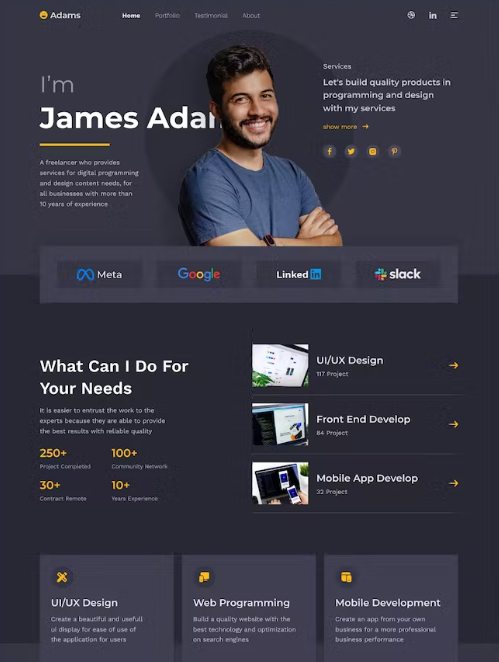 Adams
Home Portfolio Testimonial About
I'm
James Adam
A freelancer who provides
services for digital programming
and design content needs, for
all businesses with more than
10 years of experience
Services
Let's build quality products in
programming and design
with my services
show more
Meta
Google
Linked in
slack
What Can I Do For
Your Needs
It is easier to entrust the work to the
experts because they are able to provide
the best results with reliable quality
250+ 100+
Project Completed Community Network
30+ 10+
Contract Remote Years Experience
UI/UX Design
117 Project
Front End Develop
84 Project
Mobile App Develop
32 Project
UI/UX Design
Create a beautiful and usefull
ui display for ease of use of
the application for users
Web Programming
Build a quality website with the
best technology and optimization
on search engines
Mobile Development
Create an app from your own
business for a more professional
business performance